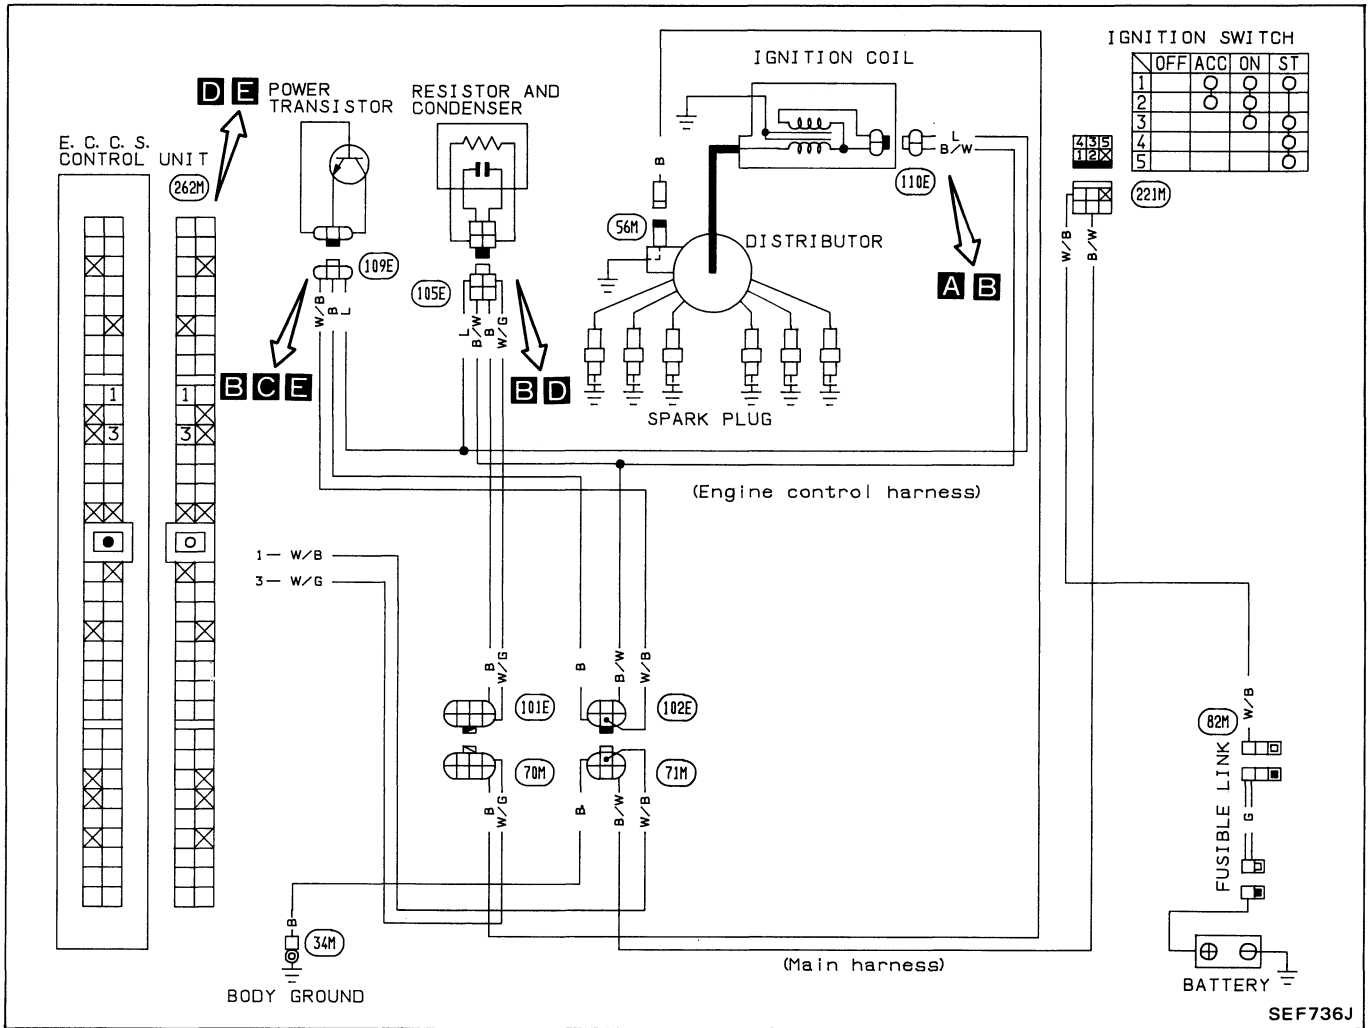 IGNITION SWITCH
OFF ACC ON ST
1
2
3
4
5
IGNITION COIL
D E
POWER
TRANSISTOR
RESISTOR AND
CONDENSER
E. C. C. S.
CONTROL UNIT
262M
4 3 5
1 2
221M
L
B/W
110E
B
56M
DISTRIBUTOR
A B
W/B
B/W
109E
105E
W/B
B
L
L
B/W
B
W/G
B C E
B D
SPARK PLUG
1
3
1
3
(Engine control harness)
1— W/B
3— W/G
B
W/G
B
B/W
W/B
101E
102E
W/B
82M
70M
71M
B
W/G
B
B/W
W/B
FUSIBLE LINK
G
B
34M
BODY GROUND
(Main harness)
BATTERY
SEF736J